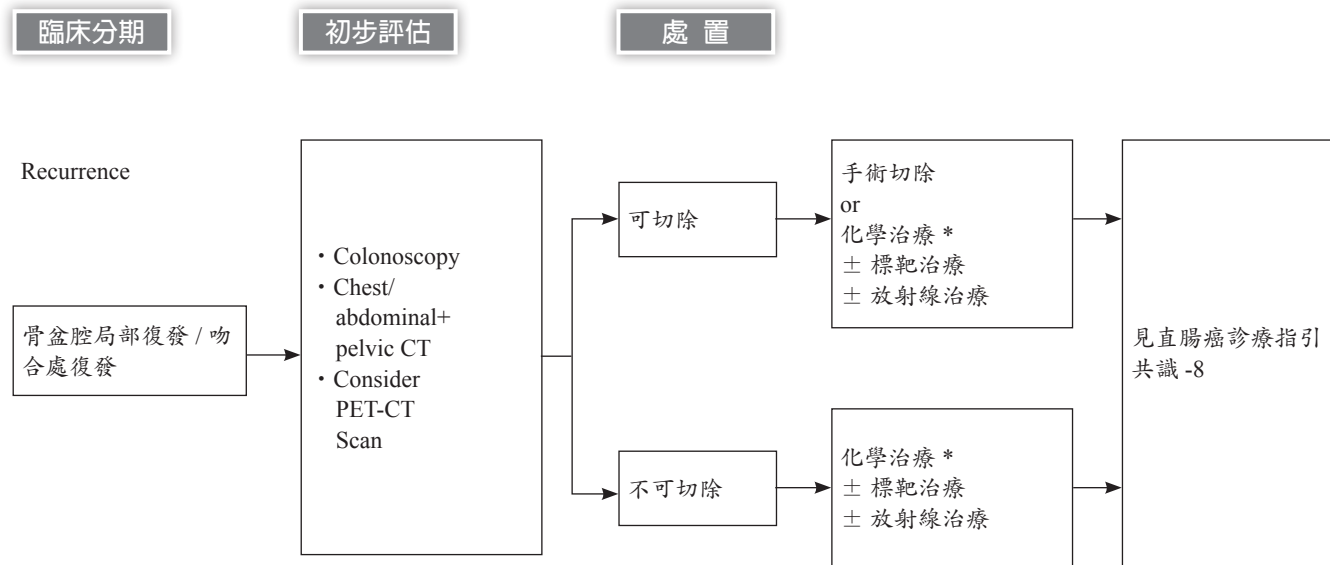 臨床分期
初步評估
處 置
Recurrence
骨盆腔局部復發 / 吻
合處復發
・Colonoscopy
・Chest/
abdominal+
pelvic CT
・Consider
PET-CT
Scan
可切除
手術切除
or
化學治療 *
± 標靶治療
± 放射線治療
不可切除
化學治療 *
± 標靶治療
± 放射線治療
見直腸癌診療指引
共識 -8